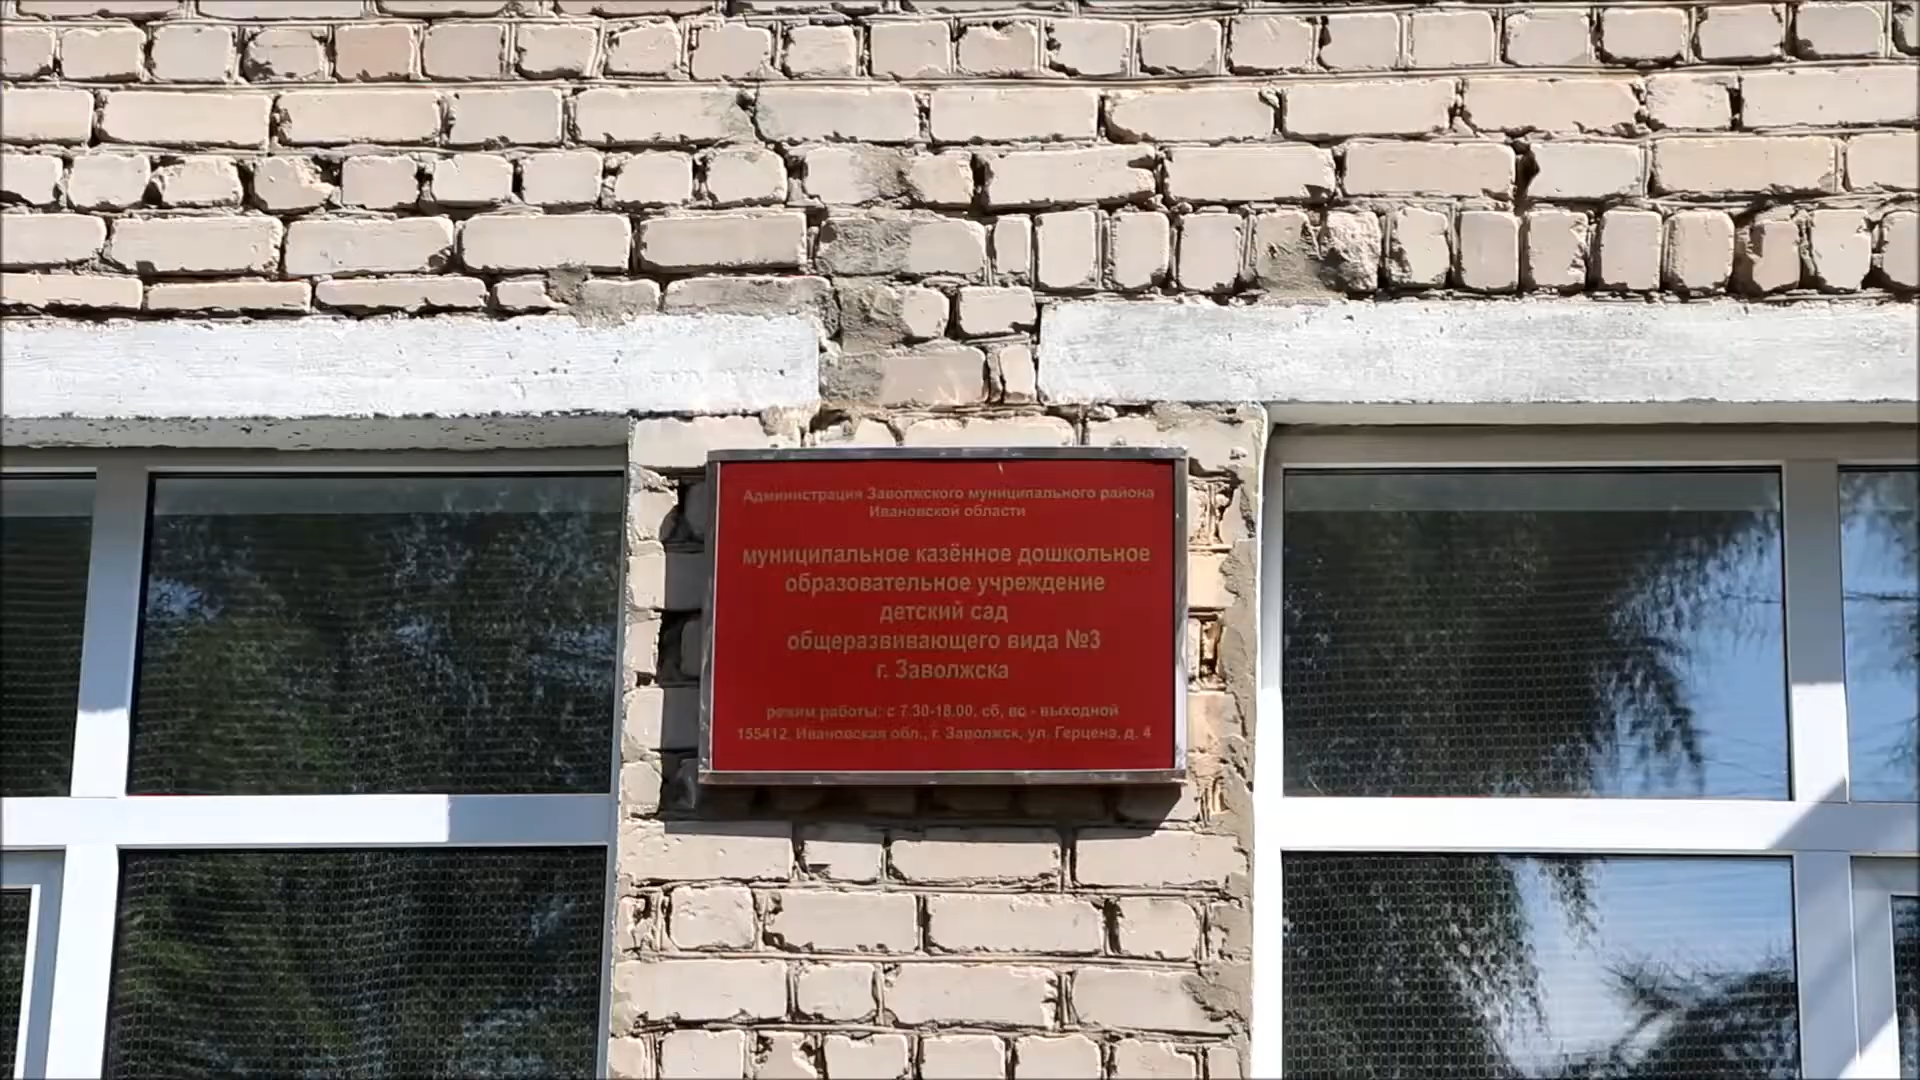 Администрация Заволжского муниципального района
Ивановской области
муниципальное казённое дошкольное
образовательное учреждение
детский сад
общеразвивающего вида №3
г. Заволжска
режим работы: с 7.30-18.00, сб, вс - выходной
155412, Ивановская обл., г. Заволжск, ул. Герцена, д. 4